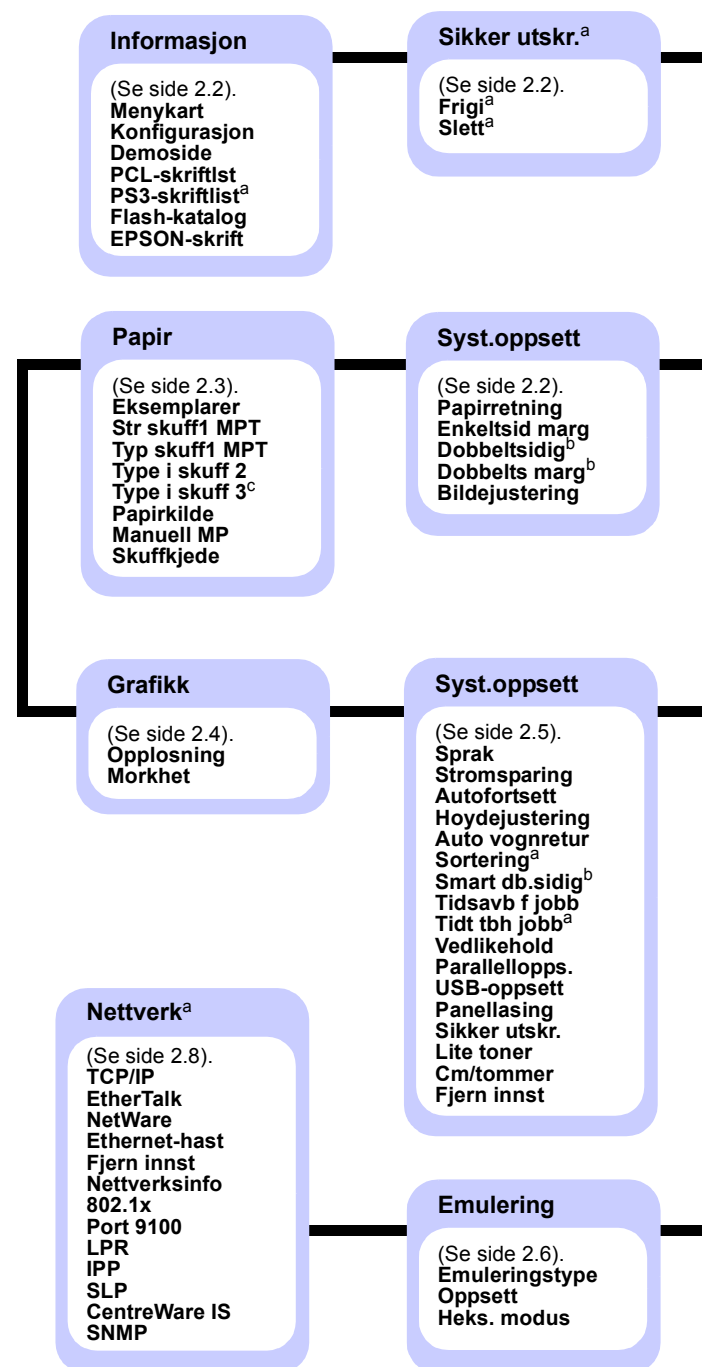 Informasjon
(Se side 2.2).
Menykart
Konfigurasjon
Demoside
PCL-skriftlst
PS3-skriftlista
Flash-katalog
EPSON-skrift
Sikker utskr.a
(Se side 2.2).
Frigia
Sletta
Papir
(Se side 2.3).
Eksemplarer
Str skuff1 MPT
Typ skuff1 MPT
Type i skuff 2
Type i skuff 3c
Papirkilde
Manuell MP
Skuffkjede
Syst.oppsett
(Se side 2.2).
Papirretning
Enkeltsid marg
Dobbeltsidigb
Dobbelts margb
Bildejustering
Grafikk
(Se side 2.4).
Opplosning
Morkhet
Syst.oppsett
(Se side 2.5).
Sprak
Stromsparing
Autofortsett
Hoydejustering
Auto vognretur
Sorteringa
Smart db.sidigb
Tidsavb f jobb
Tidt tbh jobba
Vedlikehold
Parallellopps.
USB-oppsett
Panellasing
Sikker utskr.
Lite toner
Cm/tommer
Fjern innst
Nettverka
(Se side 2.8).
TCP/IP
EtherTalk
NetWare
Ethernet-hast
Fjern innst
Nettverksinfo
802.1x
Port 9100
LPR
IPP
SLP
CentreWare IS
SNMP
Emulering
(Se side 2.6).
Emuleringstype
Oppsett
Heks. modus